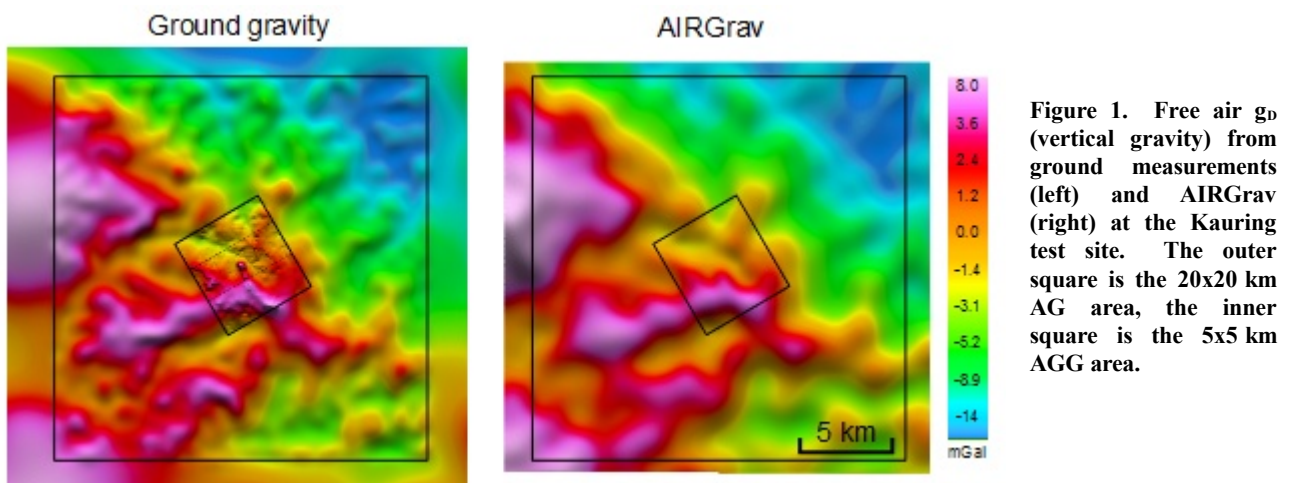 Ground gravity
AIRGrav
8.0
3.6
2.4
1.2
0.0
-1.4
-3.1
-5.2
-8.9
-14
mGal
5 km
Figure 1. Free air gD
(vertical gravity) from
ground measurements
(left) and AIRGrav
(right) at the Kauring
test site. The outer
square is the 20x20 km
AG area, the inner
square is the 5x5 km
AGG area.